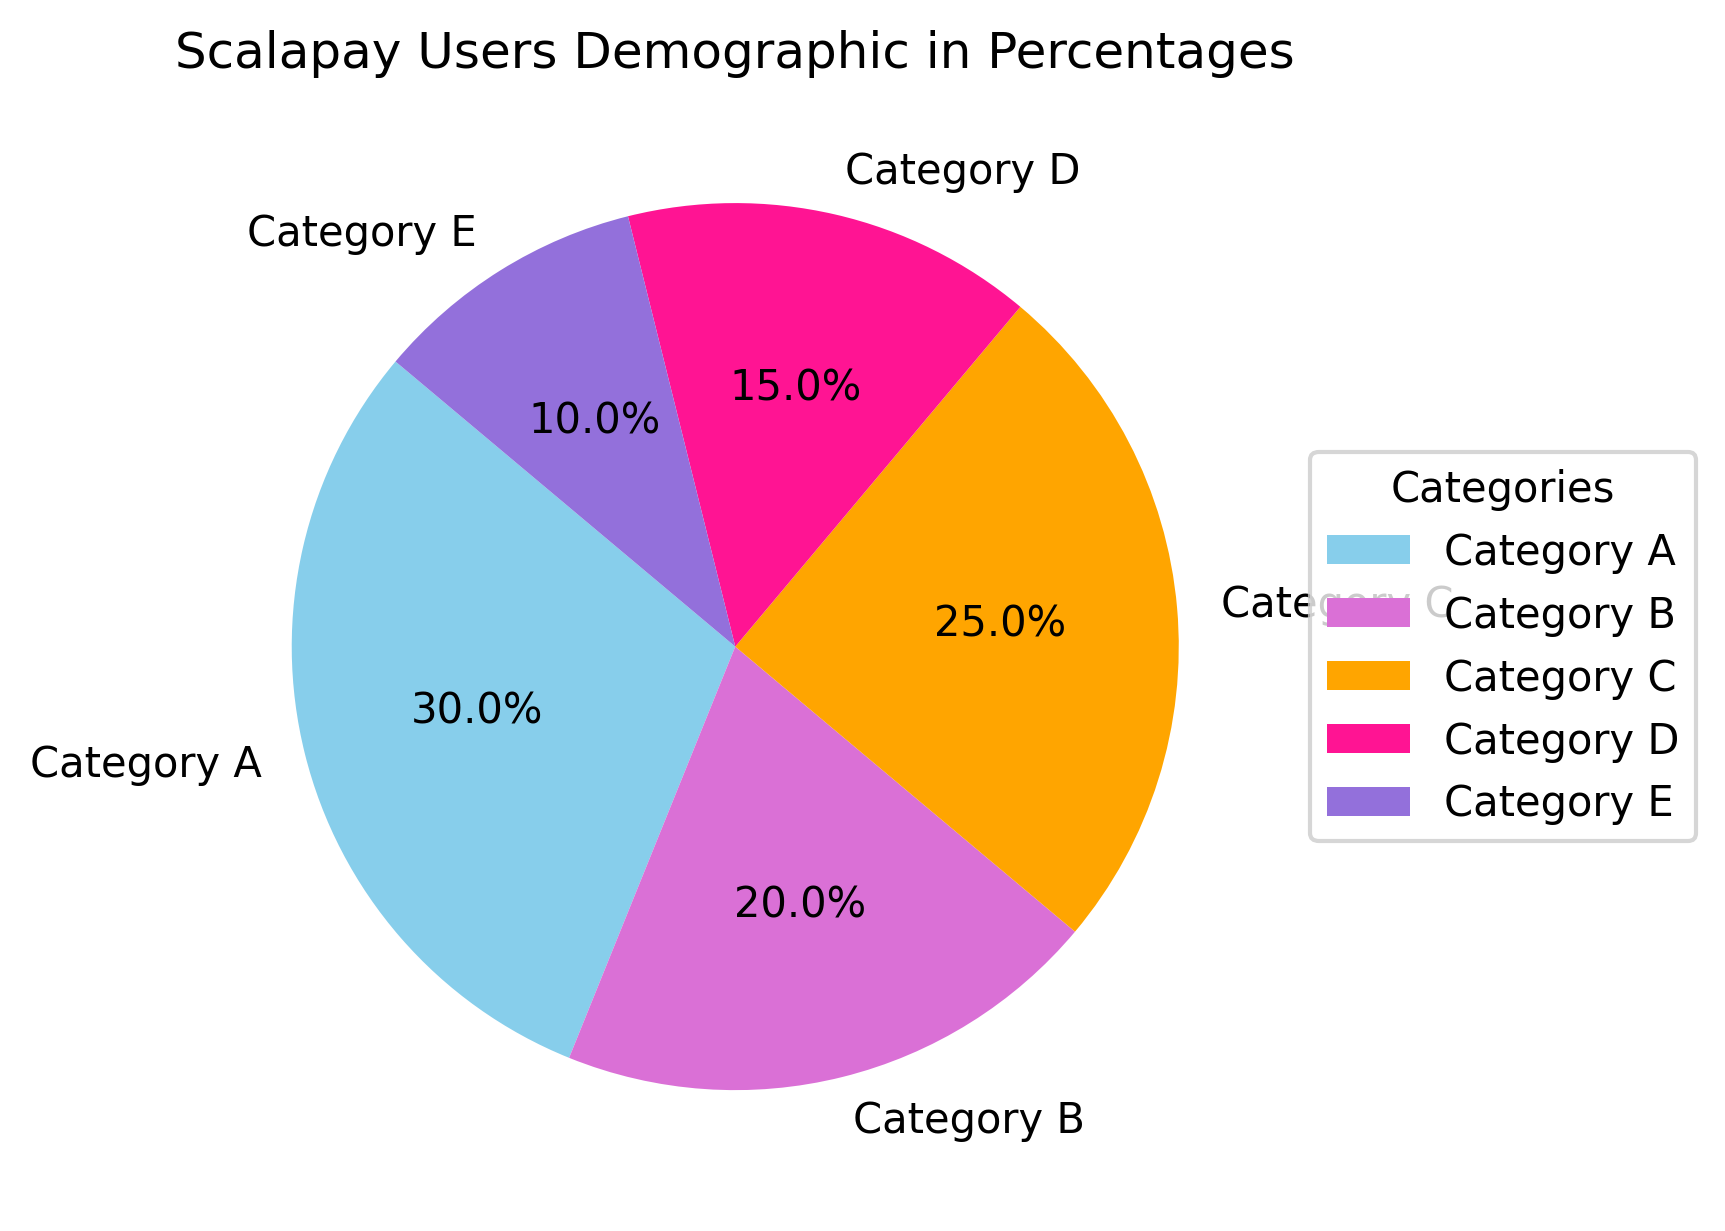 Scalapay Users Demographic in Percentages
Category D
Category E
15.0%
10.0%
Categories
Category A
Category C
Category B
25.0%
Category C
30.0%
Category D
Category A
Category E
20.0%
Category B